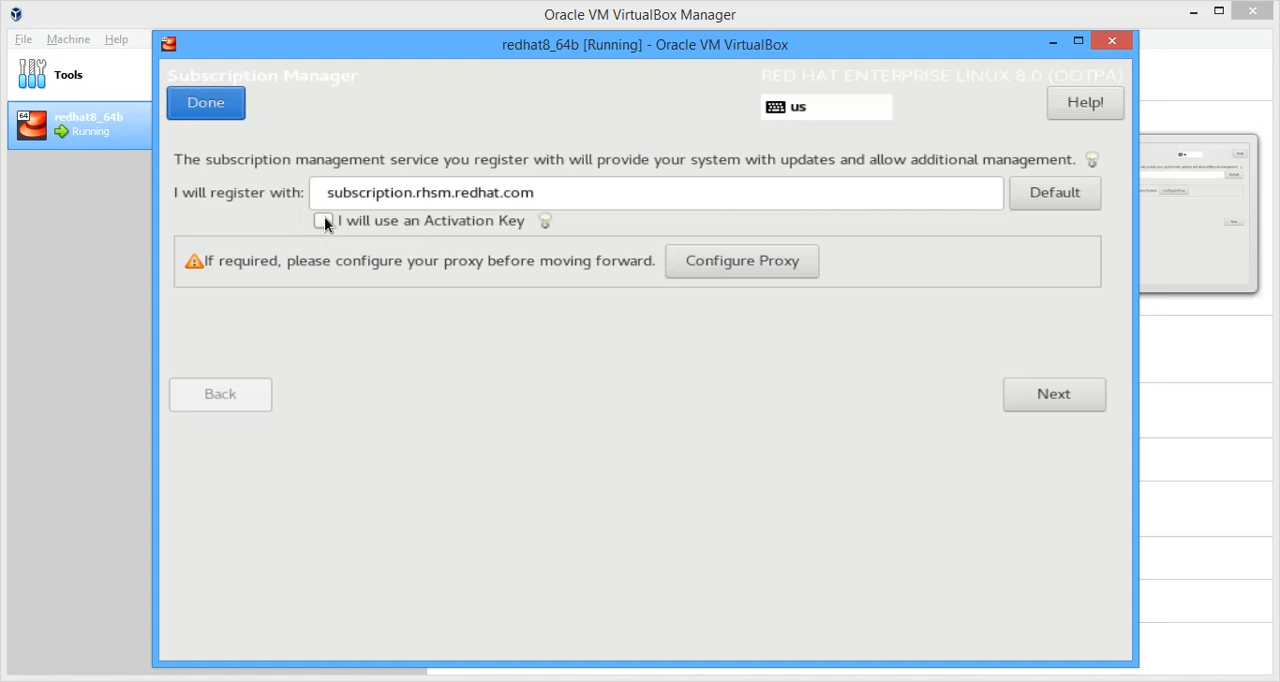 Oracle VM VirtualBox Manager
File Machine Help
redhat8_64b [Running] - Oracle VM VirtualBox
Tools
64
redhat8_64b
Running
Subscription Manager
RED HAT ENTERPRISE LINUX 8.0 (OOTPA)
Done
us
Help!
The subscription management service you register with will provide your system with updates and allow additional management.
I will register with: subscription.rhsm.redhat.com Default
I will use an Activation Key
If required, please configure your proxy before moving forward. Configure Proxy
Back
Next